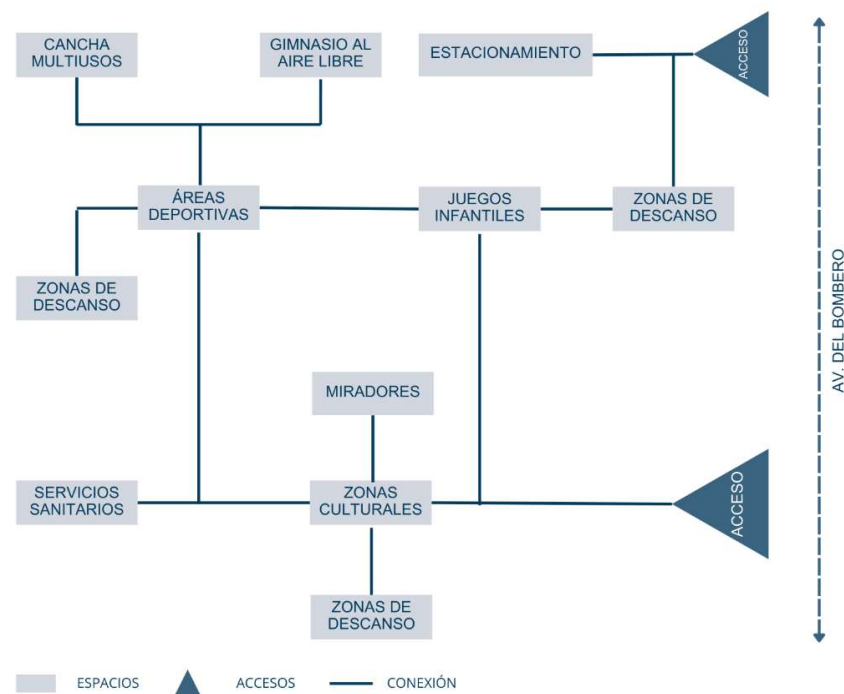 CANCHA
MULTIUSOS
GIMNASIO AL
AIRE LIBRE
ESTACIONAMIENTO
ACCESO
ÁREAS
DEPORTIVAS
JUEGOS
INFANTILES
ZONAS DE
DESCANSO
ZONAS DE
DESCANSO
AV. DEL BOMBERO
MIRADORES
SERVICIOS
SANITARIOS
ZONAS
CULTURALES
ACCESO
ZONAS DE
DESCANSO
ESPACIOS
ACCESOS
CONEXIÓN